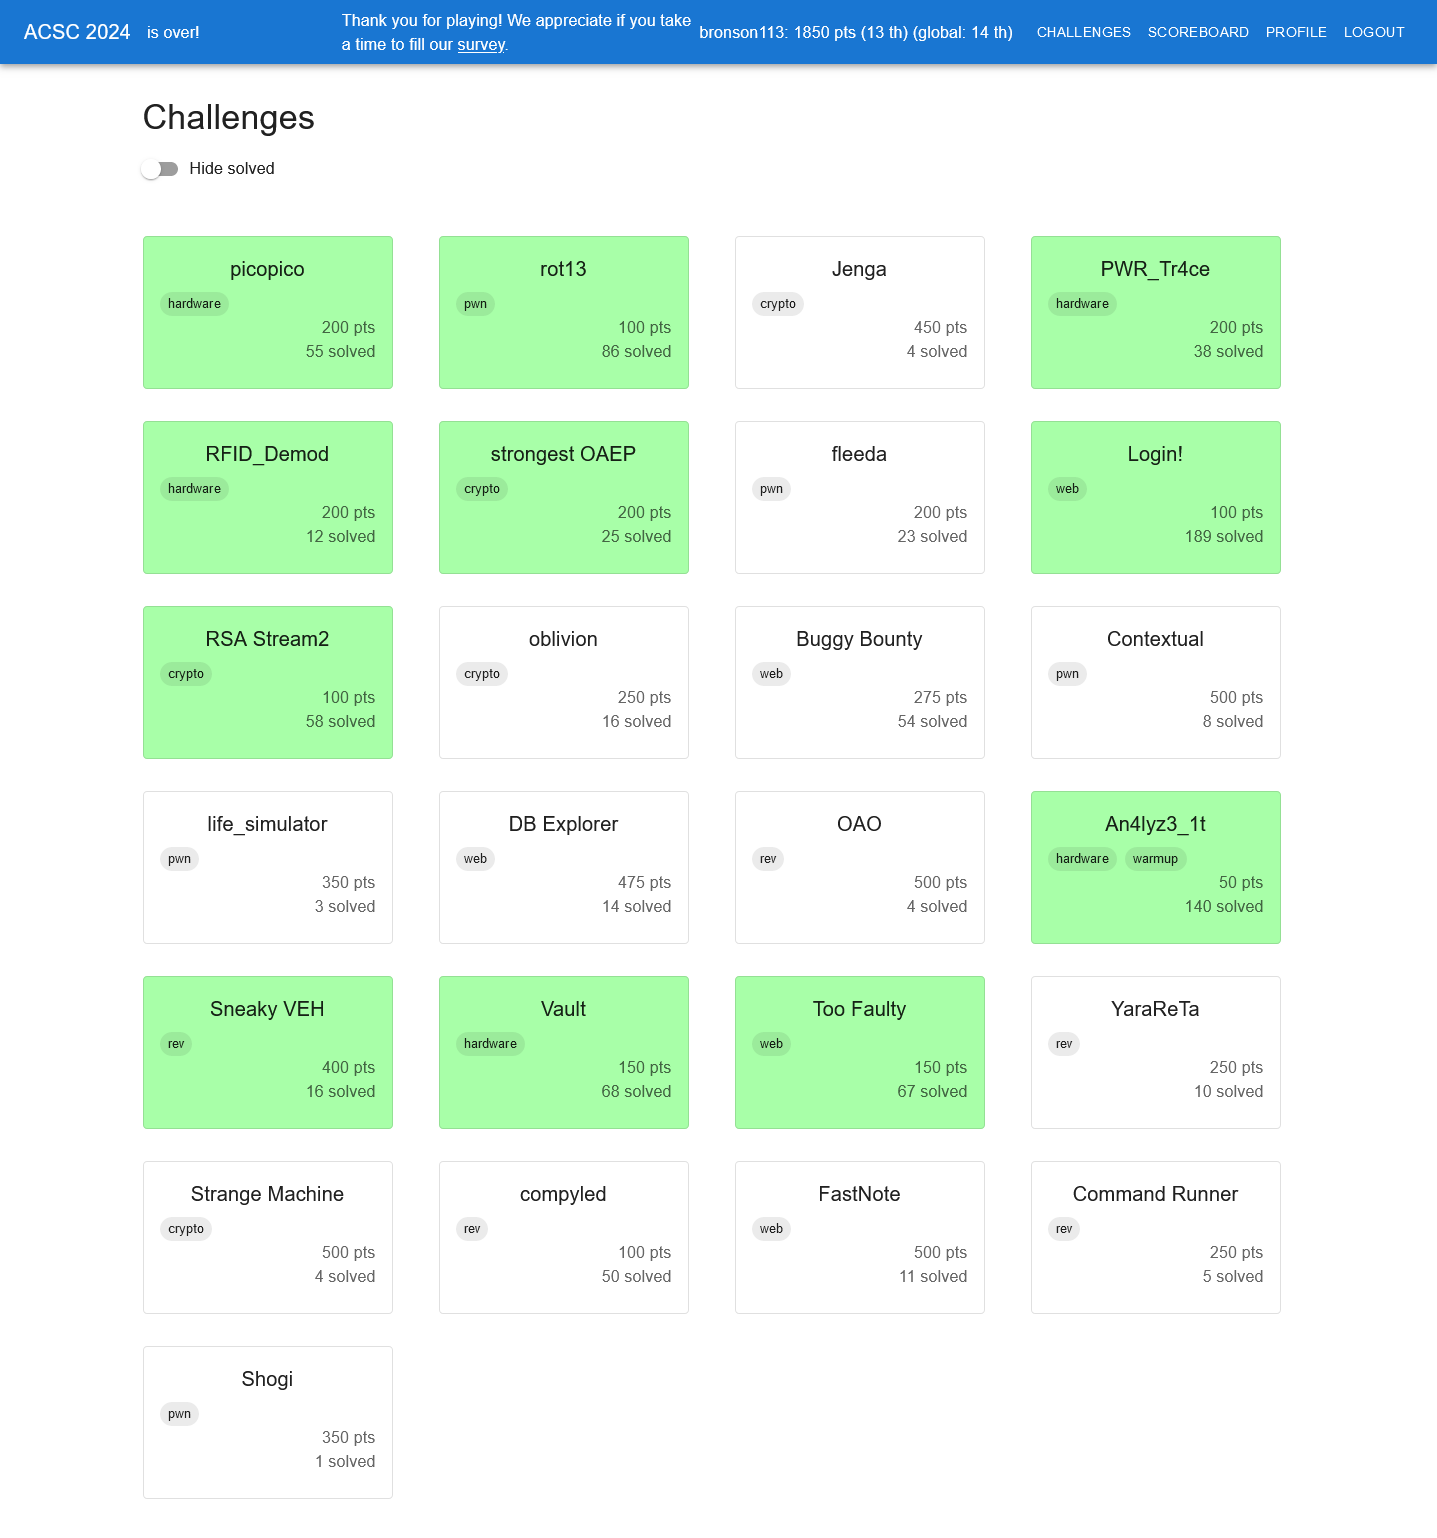 ACSC 2024 is over!
Thank you for playing! We appreciate if you take
a time to fill our survey.
bronson113: 1850 pts (13 th) (global: 14 th)
CHALLENGES SCOREBOARD PROFILE LOGOUT
Challenges
Hide solved
picopico
hardware
200 pts
55 solved
rot13
pwn
100 pts
86 solved
Jenga
crypto
450 pts
4 solved
PWR_Tr4ce
hardware
200 pts
38 solved
RFID_Demod
hardware
200 pts
12 solved
strongest OAEP
crypto
200 pts
25 solved
fleeda
pwn
200 pts
23 solved
Login!
web
100 pts
189 solved
RSA Stream2
crypto
100 pts
58 solved
oblivion
crypto
250 pts
16 solved
Buggy Bounty
web
275 pts
54 solved
Contextual
pwn
500 pts
8 solved
life_simulator
pwn
350 pts
3 solved
DB Explorer
web
475 pts
14 solved
OAO
rev
500 pts
4 solved
An4lyz3_1t
hardware warmup
50 pts
140 solved
Sneaky VEH
rev
400 pts
16 solved
Vault
hardware
150 pts
68 solved
Too Faulty
web
150 pts
67 solved
YaraReTa
rev
250 pts
10 solved
Strange Machine
crypto
500 pts
4 solved
compyled
rev
100 pts
50 solved
FastNote
web
500 pts
11 solved
Command Runner
rev
250 pts
5 solved
Shogi
pwn
350 pts
1 solved